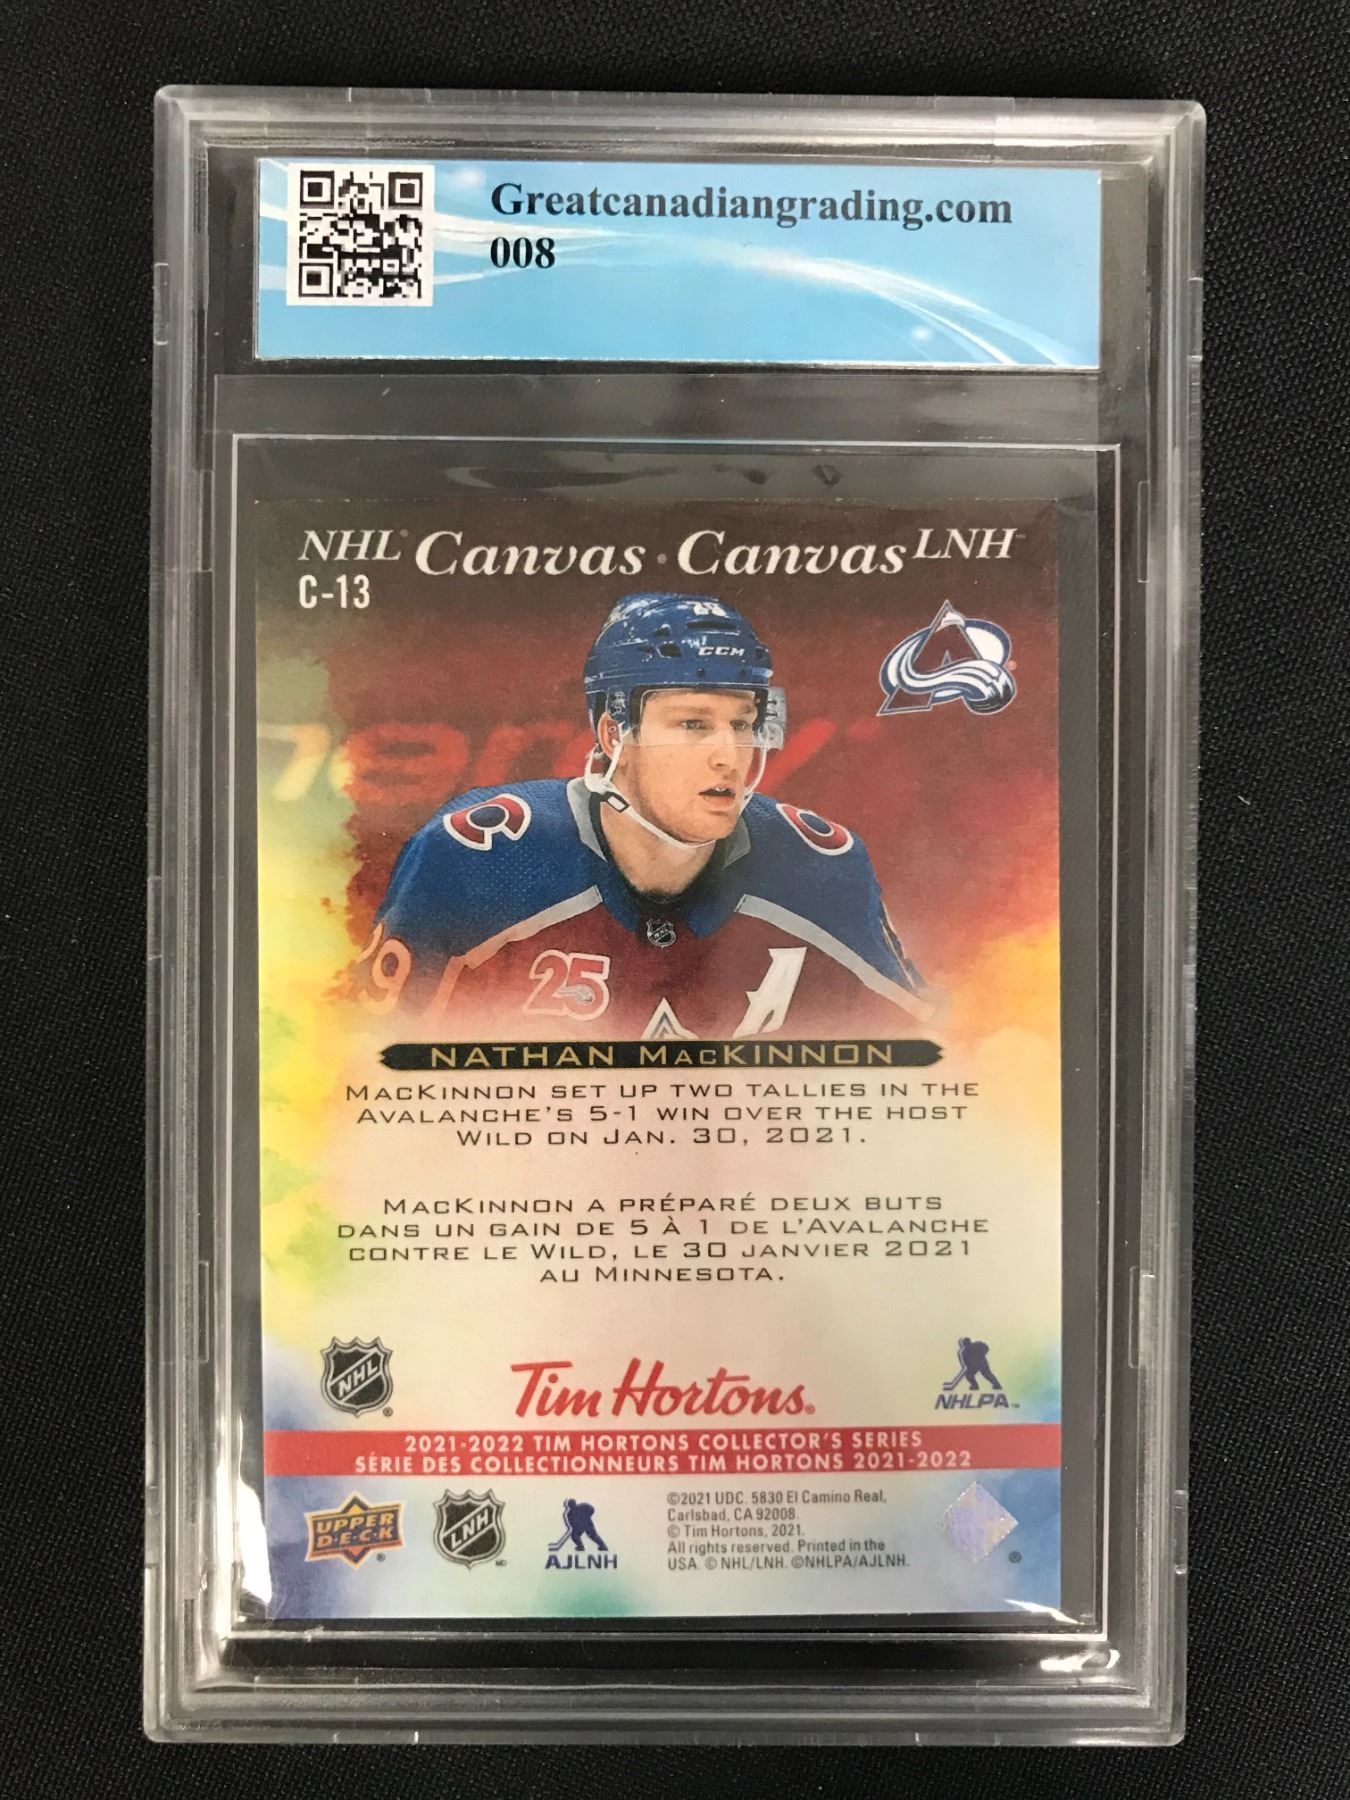 Greatcanadiangrading.com
008
NHL Canvas · Canvas LNH
C-13
29
CCM
29
25
A
NATHAN MACKINNON
MACKINNON SET UP TWO TALLIES IN THE
AVALANCHE'S 5-1 WIN OVER THE HOST
WILD ON JAN. 30, 2021.
MACKINNON A PRÉPARÉ DEUX BUTS
DANS UN GAIN DE 5 À 1 DE L'AVALANCHE
CONTRE LE WILD, LE 30 JANVIER 2021
AU MINNESOTA.
NHL
Tim Hortons®
NHLPA™
2021-2022 TIM HORTONS COLLECTOR'S SERIES
SÉRIE DES COLLECTIONNEURS TIM HORTONS 2021-2022
UPPER
D·E·C·K
LNH
AJLNH
©2021 UDC. 5830 El Camino Real,
Carlsbad, CA 92008.
© Tim Hortons, 2021.
All rights reserved. Printed in the
USA. © NHL/LNH. ©NHLPA/AJLNH.